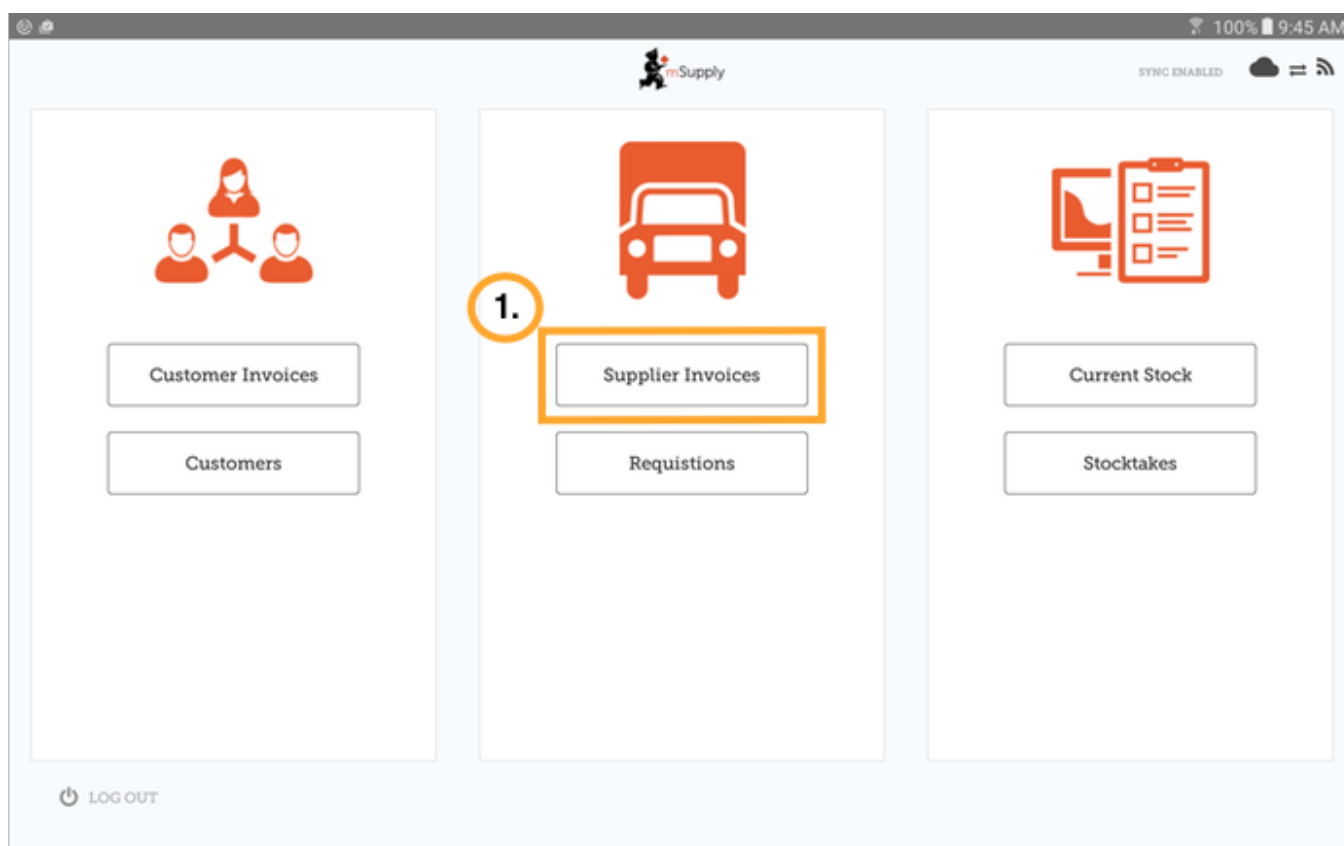 100% 9:45 AM
mSupply
SYNC ENABLED
1.
Customer Invoices
Supplier Invoices
Current Stock
Customers
Requistions
Stocktakes
LOG OUT